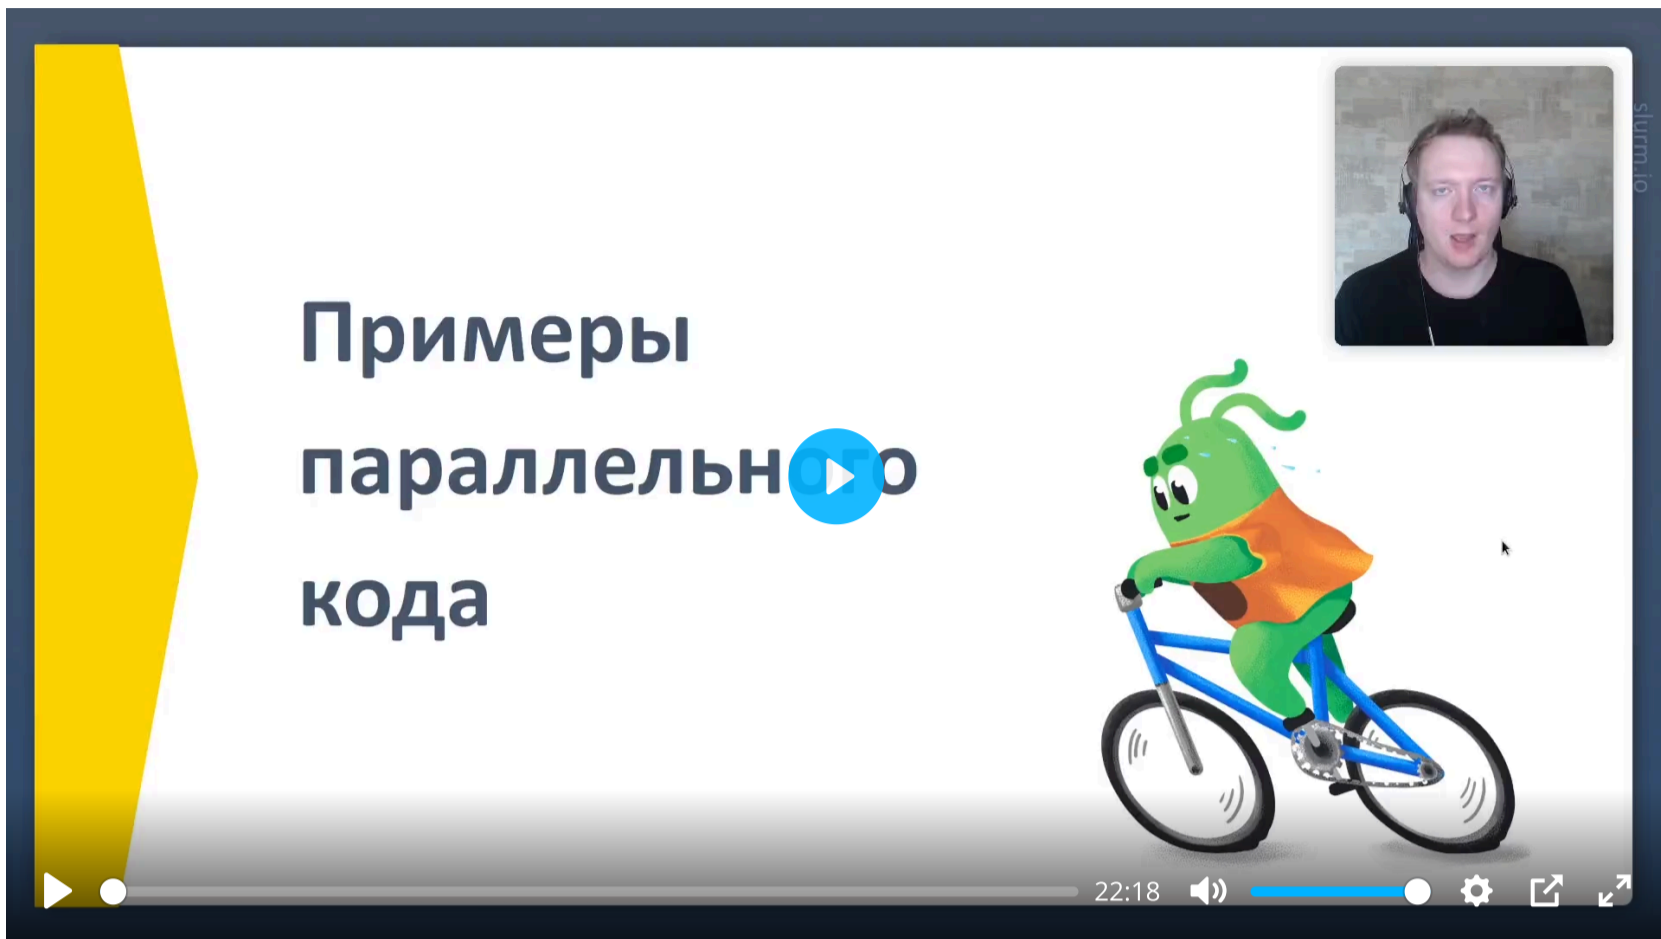 slurm.io
Примеры
параллельного
кода
22:18